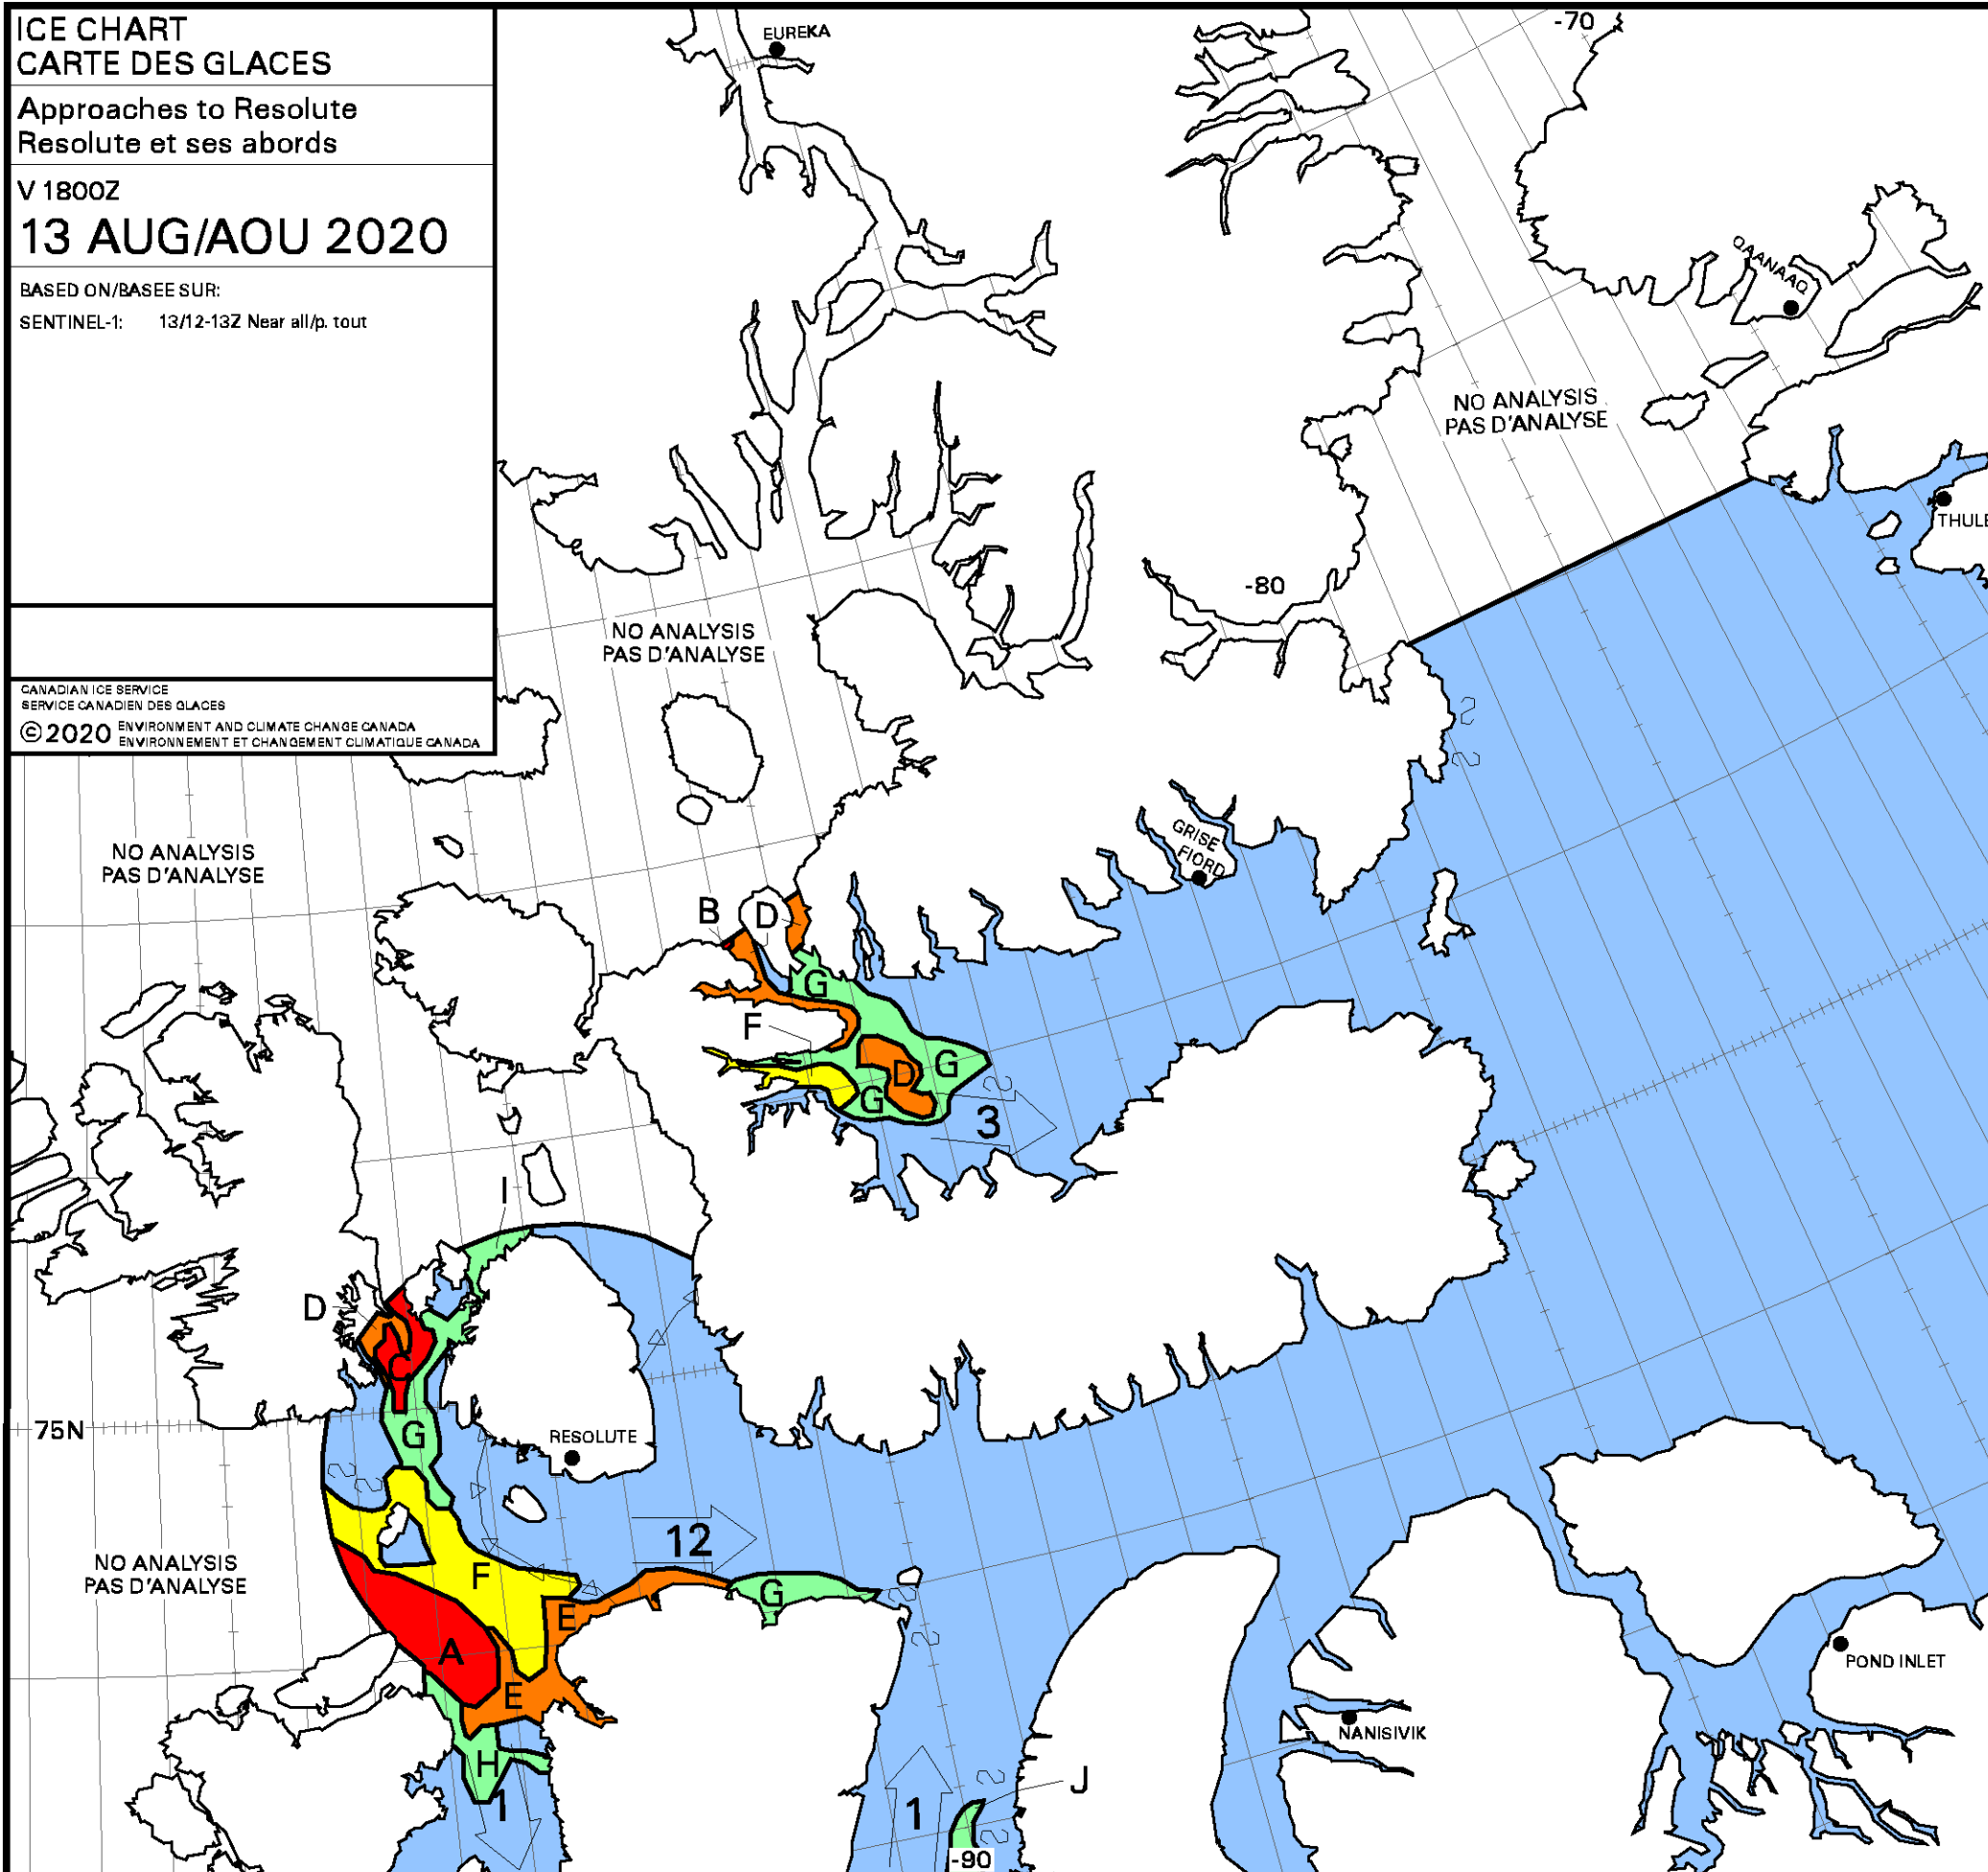 ICE CHART
CARTE DES GLACES
Approaches to Resolute
Resolute et ses abords
V 1800Z
13 AUG/AOU 2020
BASED ON/BASEE SUR:
SENTINEL-1: 13/12-13Z Near all/p. tout
CANADIAN ICE SERVICE
SERVICE CANADIEN DES GLACES
©2020 ENVIRONMENT AND CLIMATE CHANGE CANADA
ENVIRONNEMENT ET CHANGEMENT CLIMATIQUE CANADA
EUREKA
-70
QAANAAQ
NO ANALYSIS
PAS D'ANALYSE
THULE
-80
NO ANALYSIS
PAS D'ANALYSE
GRISE
FIORD
NO ANALYSIS
PAS D'ANALYSE
B
D
G
F
D
G
G
3
I
D
C
G
75N
RESOLUTE
12
NO ANALYSIS
PAS D'ANALYSE
F
G
E
A
E
POND INLET
NANISIVIK
H
1
1
J
-90